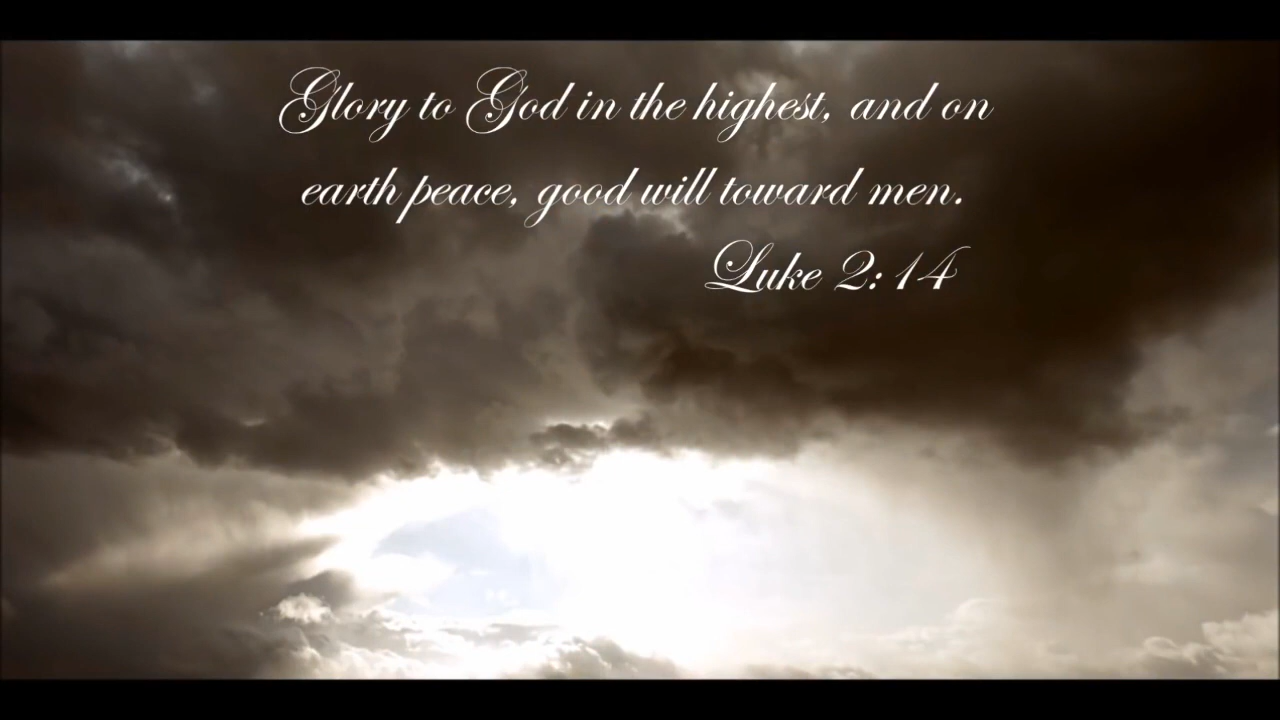 Glory to God in the highest, and on
earth peace, good will toward men.
Luke 2:14